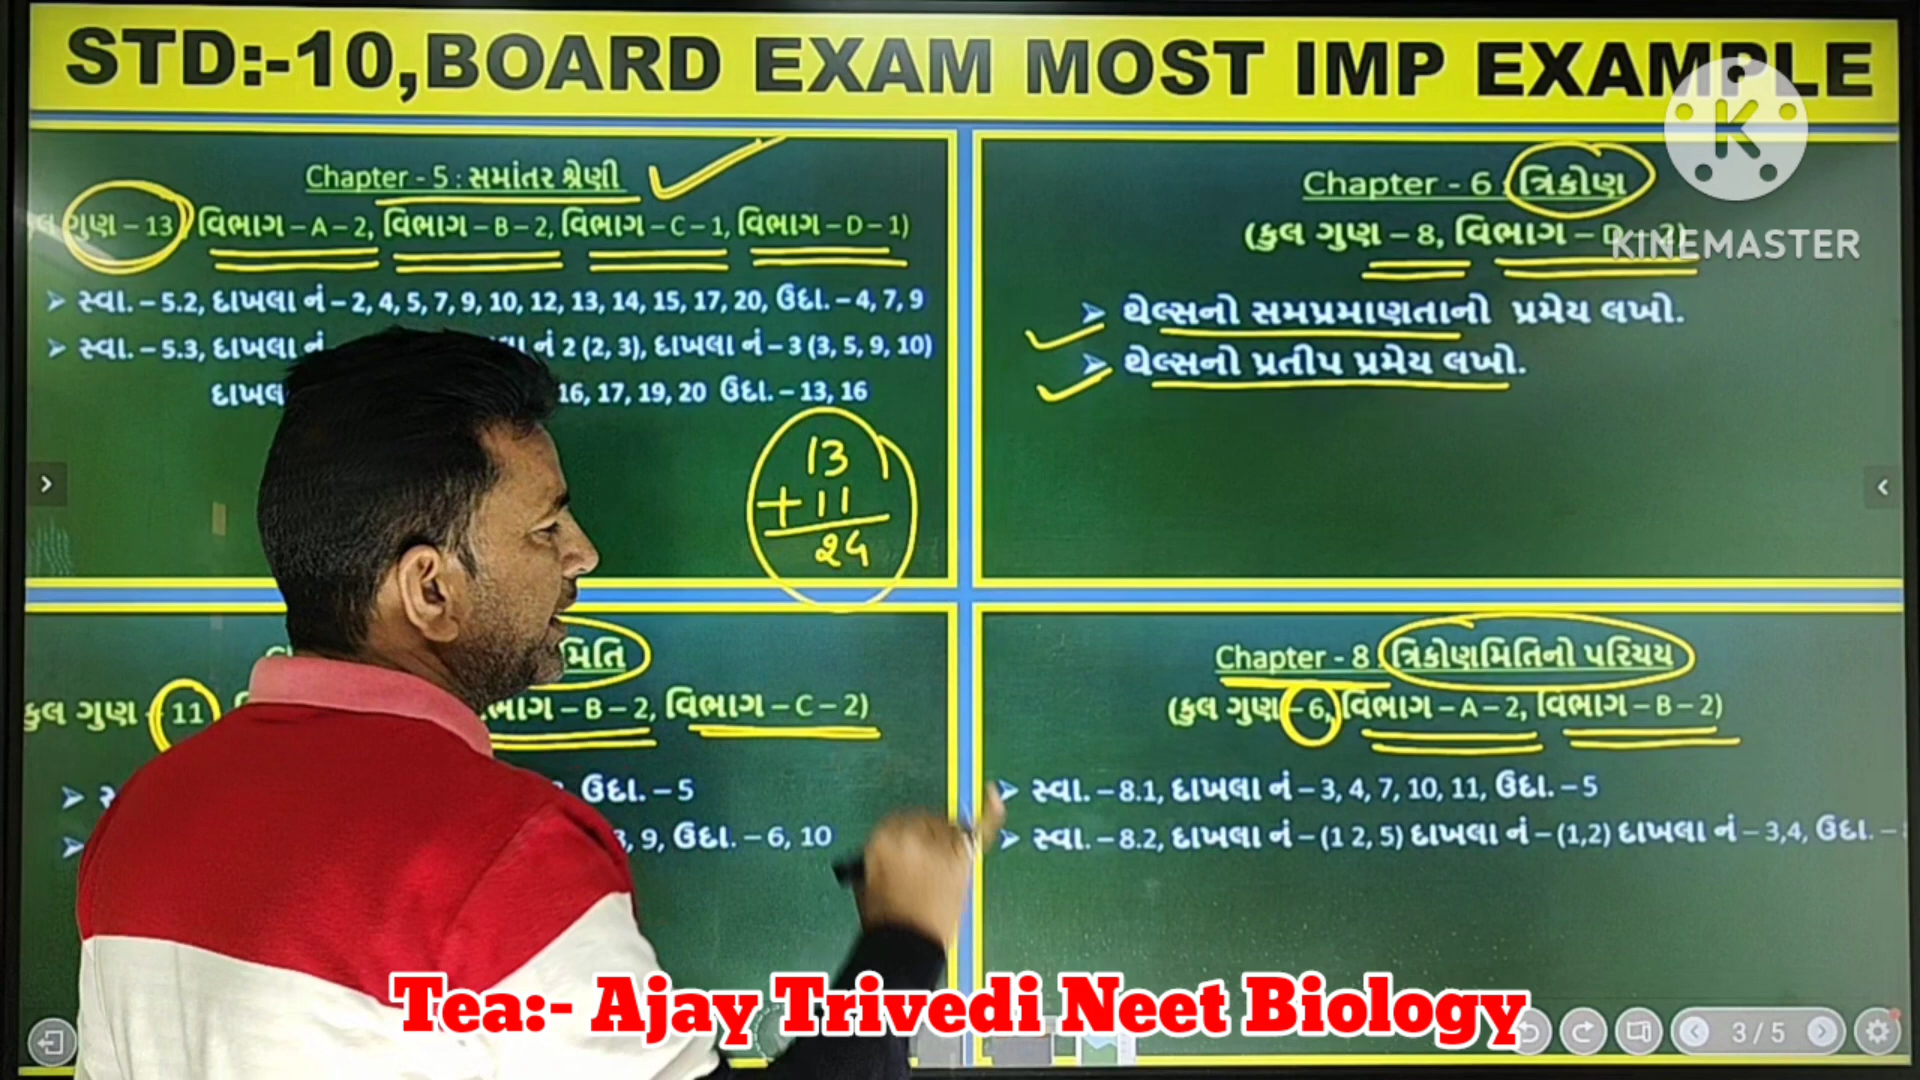 STD:-10,BOARD EXAM MOST IMP EXAMPLE
KINEMASTER
Chapter - 5 : સમાંતર શ્રેણી
ગુણ – 13 વિભાગ – A – 2, વિભાગ – B – 2, વિભાગ – C – 1, વિભાગ – D – 1)
➤ સ્વા. – 5.2, દાખલા નં – 2, 4, 5, 7, 9, 10, 12, 13, 14, 15, 17, 20, ઉદા. – 4, 7, 9
➤ સ્વા. – 5.3, દાખલા નં 2 (2, 3), દાખલા નં – 3 (3, 5, 9, 10)
16, 17, 19, 20 ઉદા. – 13, 16
13
+ 11
24
Chapter - 6 : ત્રિકોણ
(કુલ ગુણ – 8, વિભાગ –
➤ થેલ્સનો સમપ્રમાણતાનો પ્રમેય લખો.
➤ થેલ્સનો પ્રતીપ પ્રમેય લખો.
મિતિ
કુલ ગુણ – 11 – B – 2, વિભાગ – C – 2)
➤ ઉદા. – 5
➤ 9, ઉદા. – 6, 10
Chapter - 8 : ત્રિકોણમિતિનો પરિચય
(કુલ ગુણ – 6, વિભાગ – A – 2, વિભાગ – B – 2)
➤ સ્વા. – 8.1, દાખલા નં – 3, 4, 7, 10, 11, ઉદા. – 5
➤ સ્વા. – 8.2, દાખલા નં – (1 2, 5) દાખલા નં – (1,2) દાખલા નં – 3,4, ઉદા. –
Tea:- Ajay Trivedi Neet Biology
3 / 5